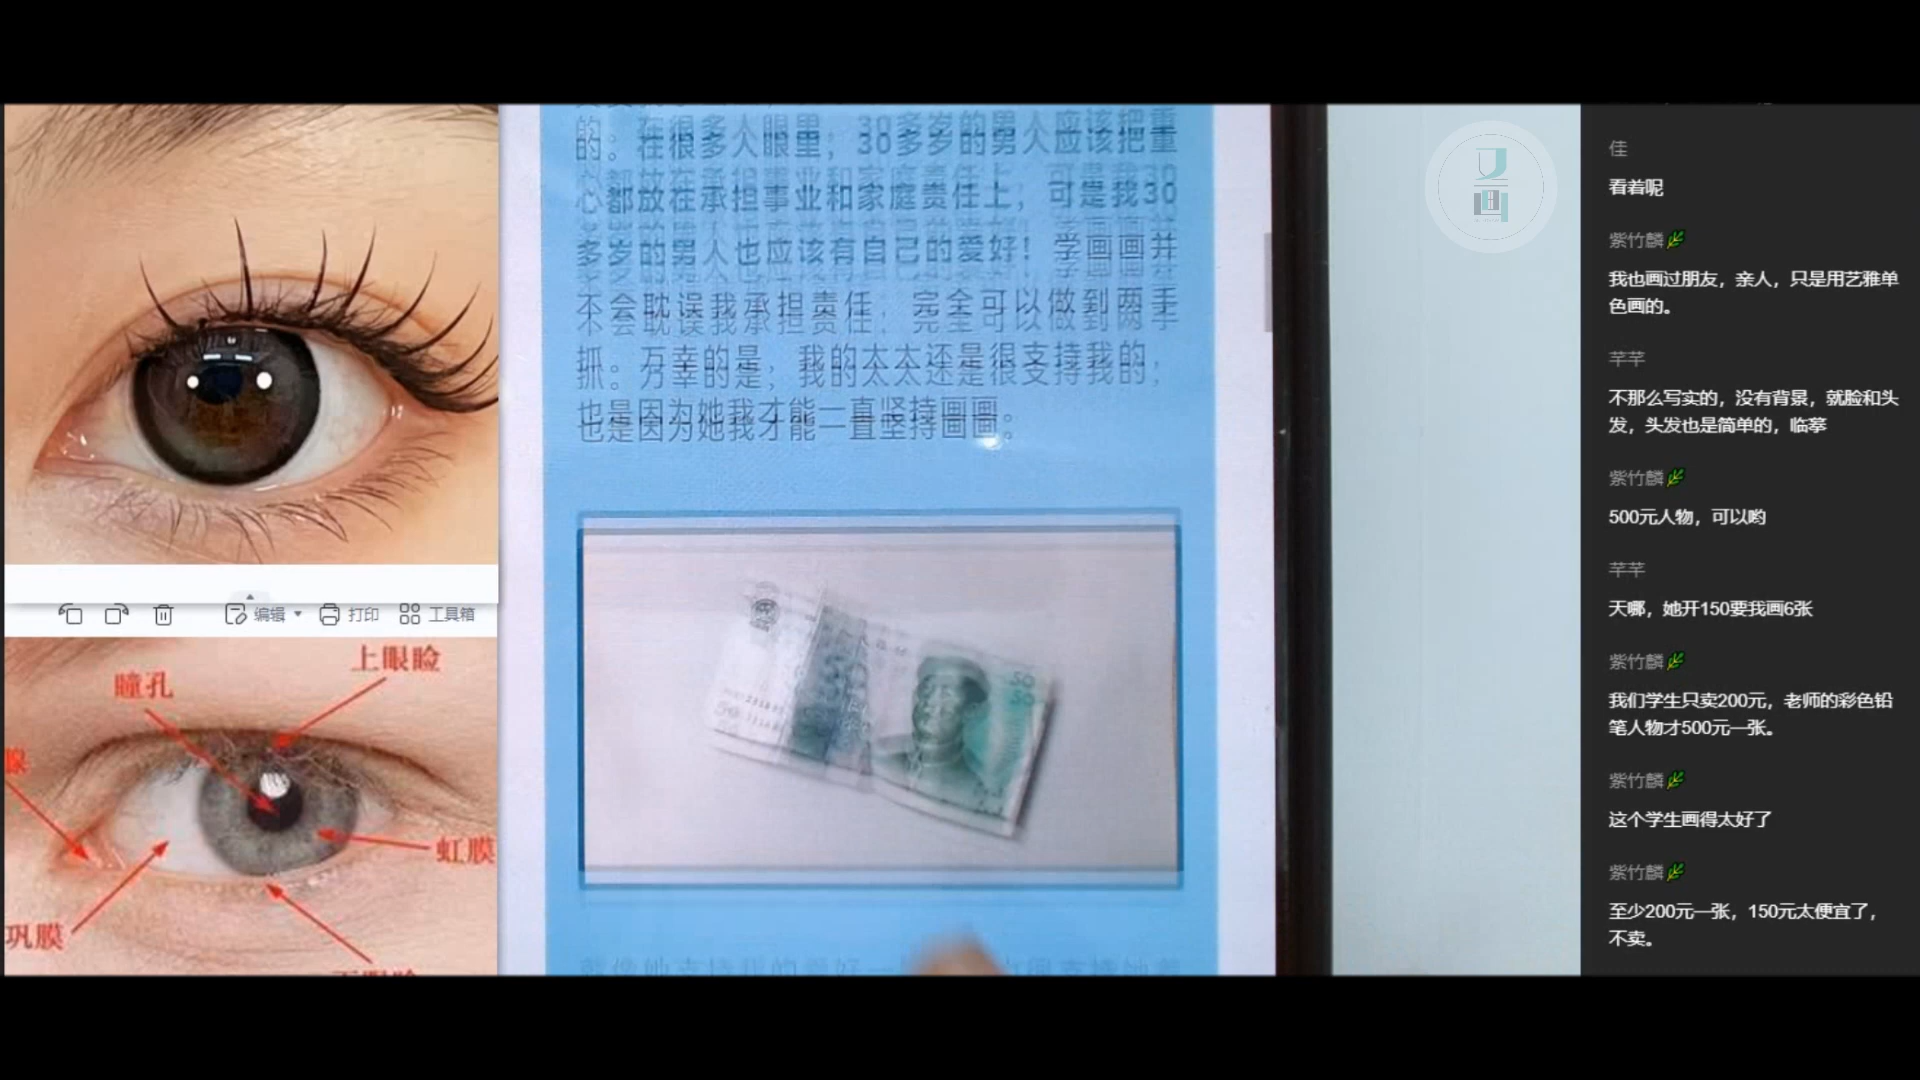 编辑
打印
工具箱
上眼睑
瞳孔
腺
虹膜
巩膜
的。在很多人眼里，30多岁的男人应该把重
心都放在承担事业和家庭责任上，可是我30
多岁的男人也应该有自己的爱好！学画画并
不会耽误我承担责任，完全可以做到两手
抓。万幸的是，我的太太还是很支持我的，
也是因为她我才能一直坚持画画。
50
50
佳
看着呢
紫竹麟
我也画过朋友，亲人，只是用艺雅单
色画的。
芊芊
不那么写实的，没有背景，就脸和头
发，头发也是简单的，临摹
紫竹麟
500元人物，可以哟
芊芊
天哪，她开150要我画6张
紫竹麟
我们学生只卖200元，老师的彩色铅
笔人物才500元一张。
紫竹麟
这个学生画得太好了
紫竹麟
至少200元一张，150元太便宜了，
不卖。